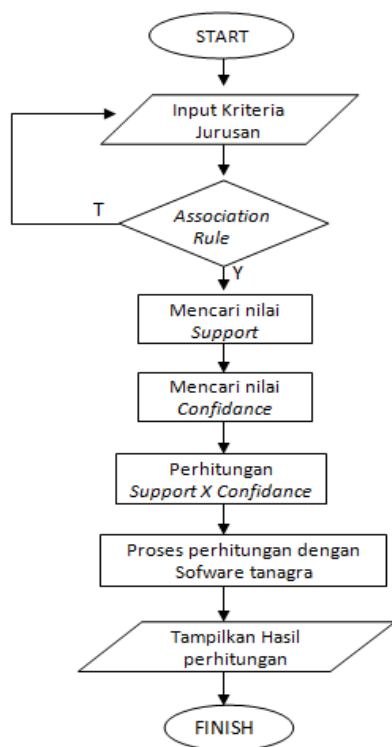 START
Input Kriteria
Jurusan
Association
Rule
T
Y
Mencari nilai
Support
Mencari nilai
Confidance
Perhitungan
Support X Confidance
Proses perhitungan dengan
Sofware tanagra
Tampilkan Hasil
perhitungan
FINISH